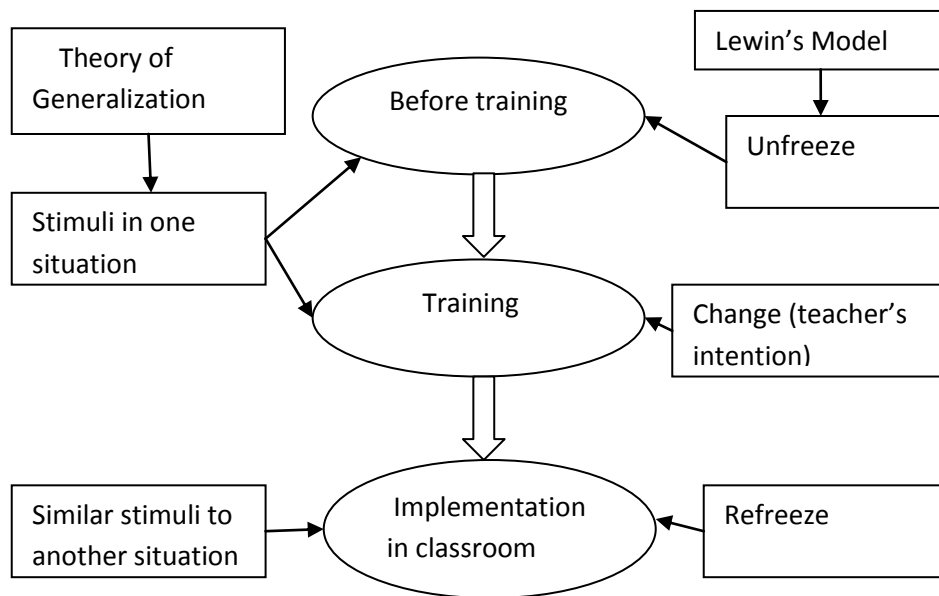 Theory of
Generalization
Lewin's Model
Before training
Unfreeze
Stimuli in one
situation
Training
Change (teacher's
intention)
Similar stimuli to
another situation
Implementation
in classroom
Refreeze